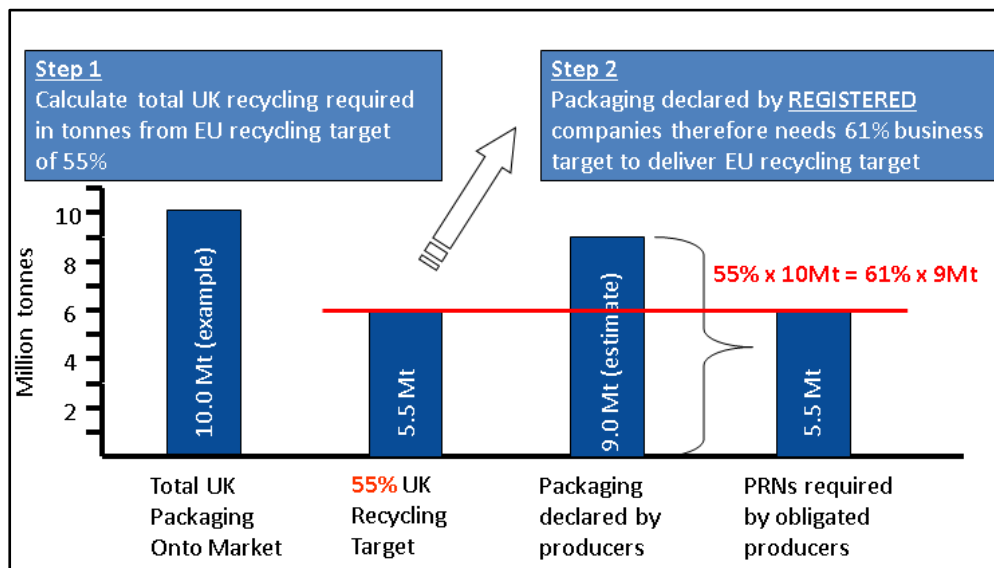 Step 1
Calculate total UK recycling required
in tonnes from EU recycling target
of 55%
Step 2
Packaging declared by REGISTERED
companies therefore needs 61% business
target to deliver EU recycling target
Million tonnes
10
8
6
4
2
10.0 Mt (example)
5.5 Mt
9.0 Mt (estimate)
5.5 Mt
55% x 10Mt = 61% x 9Mt
Total UK
Packaging
Onto Market
55% UK
Recycling
Target
Packaging
declared by
producers
PRNs required
by obligated
producers